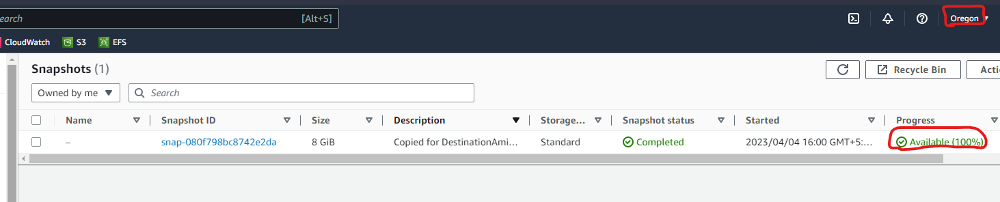 earch [Alt+S] Oregon
CloudWatch S3 EFS
Snapshots (1) Recycle Bin Acti
Owned by me Search
Name Snapshot ID Size Description Storage... Snapshot status Started Progress
– snap-080f798bc8742e2da 8 GiB Copied for DestinationAmi... Standard Completed 2023/04/04 16:00 GMT+5:... Available (100%)